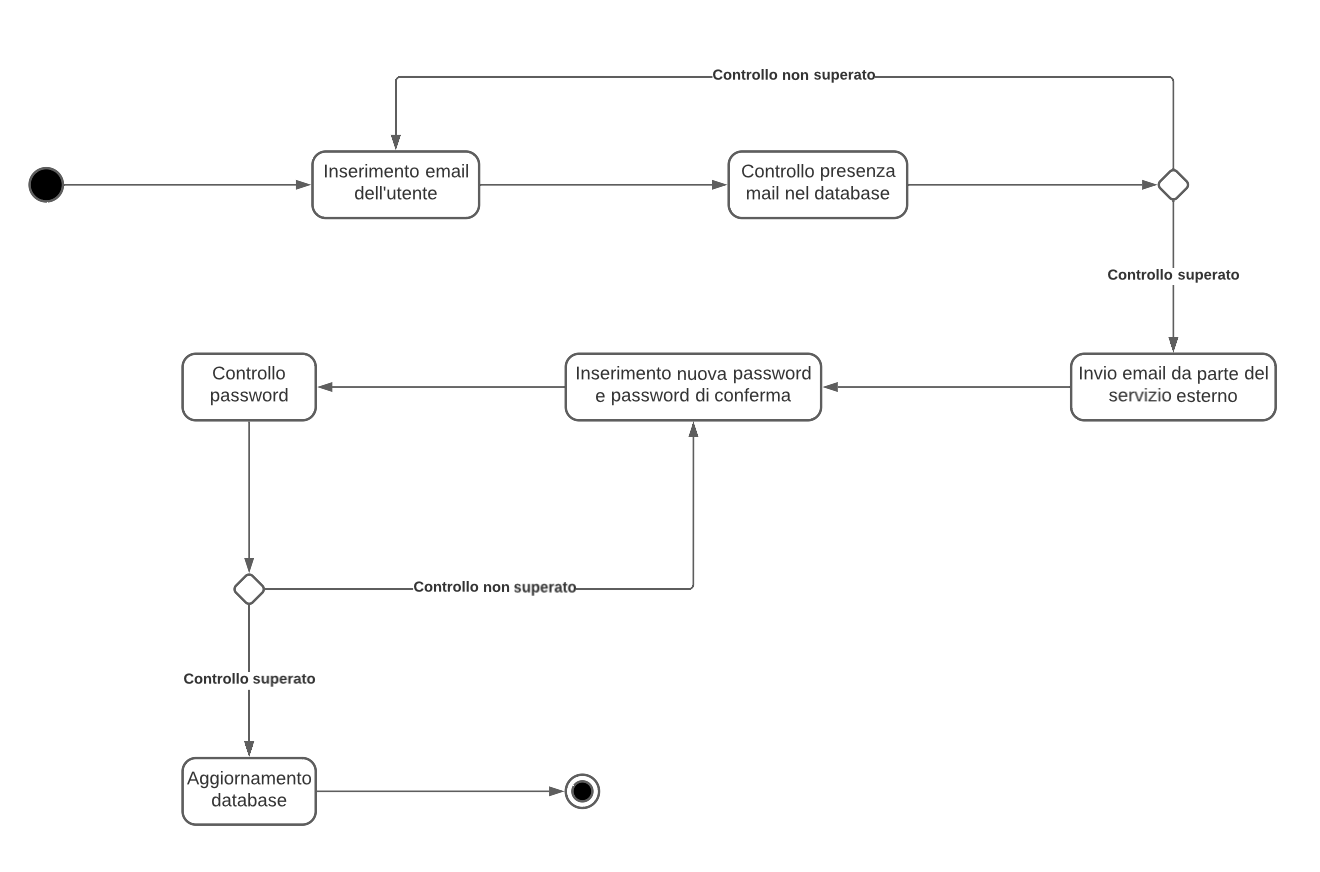 Controllo non superato
Inserimento email
dell'utente
Controllo presenza
mail nel database
Controllo superato
Controllo
password
Inserimento nuova password
e password di conferma
Invio email da parte del
servizio esterno
Controllo non superato
Controllo superato
Aggiornamento
database